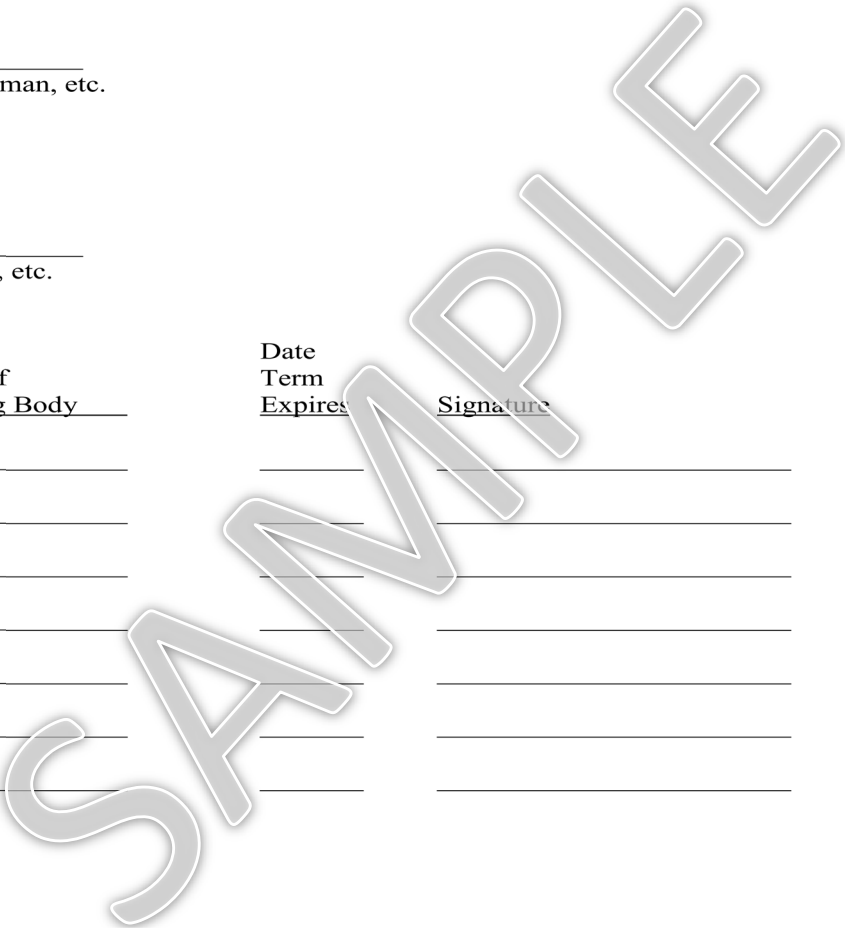 man, etc.
, etc.
Date
f Term
g Body Expires Signature
SAMPLE